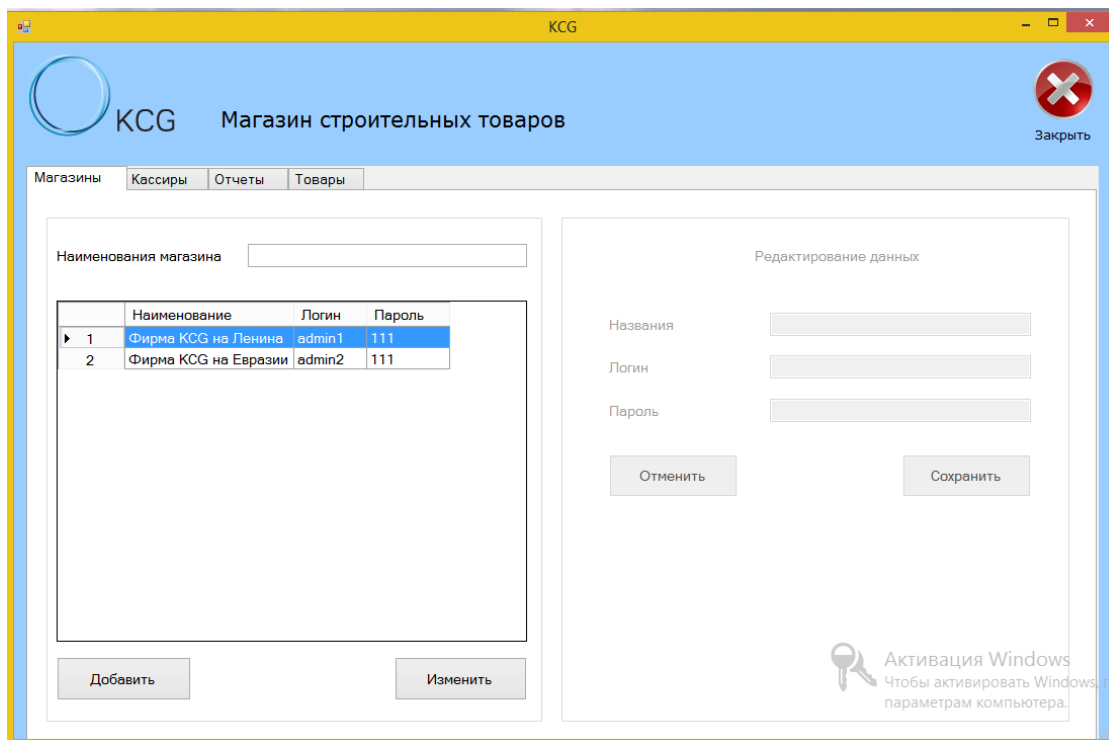 KCG
KCG
Магазин строительных товаров
Закрыть
Магазины Кассиры Отчеты Товары
Наименования магазина
Редактирование данных
Наименование Логин Пароль
1 Фирма KCG на Ленина admin1 111
2 Фирма KCG на Евразии admin2 111
Названия
Логин
Пароль
Отменить Сохранить
Добавить Изменить
Активация Windows
Чтобы активировать Windows,
параметрам компьютера.